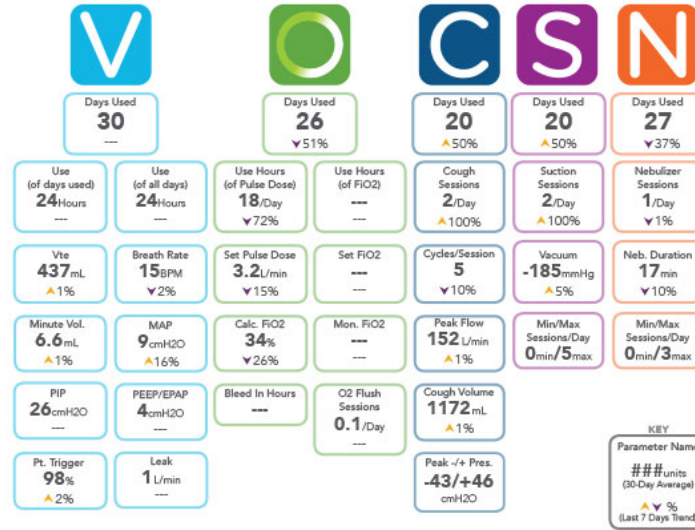 V O C S N
Days Used
30
---
Days Used
26
51%
Days Used
20
50%
Days Used
20
50%
Days Used
27
37%
Use
(of days used)
24Hours
---
Use
(of all days)
24Hours
---
Use Hours
(of Pulse Dose)
18/Day
72%
Use Hours
(of FiO2)
---
---
Cough
Sessions
2/Day
100%
Suction
Sessions
2/Day
100%
Nebulizer
Sessions
1/Day
1%
Vte
437mL
1%
Breath Rate
15BPM
2%
Set Pulse Dose
3.2L/min
15%
Set FiO2
---
---
Cycles/Session
5
10%
Vacuum
-185mmHg
5%
Neb. Duration
17min
10%
Minute Vol.
6.6mL
1%
MAP
9cmH2O
16%
Calc. FiO2
34%
26%
Mon. FiO2
---
---
Peak Flow
152 L/min
1%
Min/Max
Sessions/Day
0min/5max
Min/Max
Sessions/Day
0min/3max
PIP
26cmH2O
---
PEEP/EPAP
4cmH2O
---
Bleed In Hours
---
O2 Flush
Sessions
0.1/Day
---
Cough Volume
1172mL
1%
Pt. Trigger
98%
2%
Leak
1L/min
---
Peak -/+ Pres.
-43/+46
cmH2O
KEY
Parameter Name
###units
(30-Day Average)
%
(Last 7 Days Trend